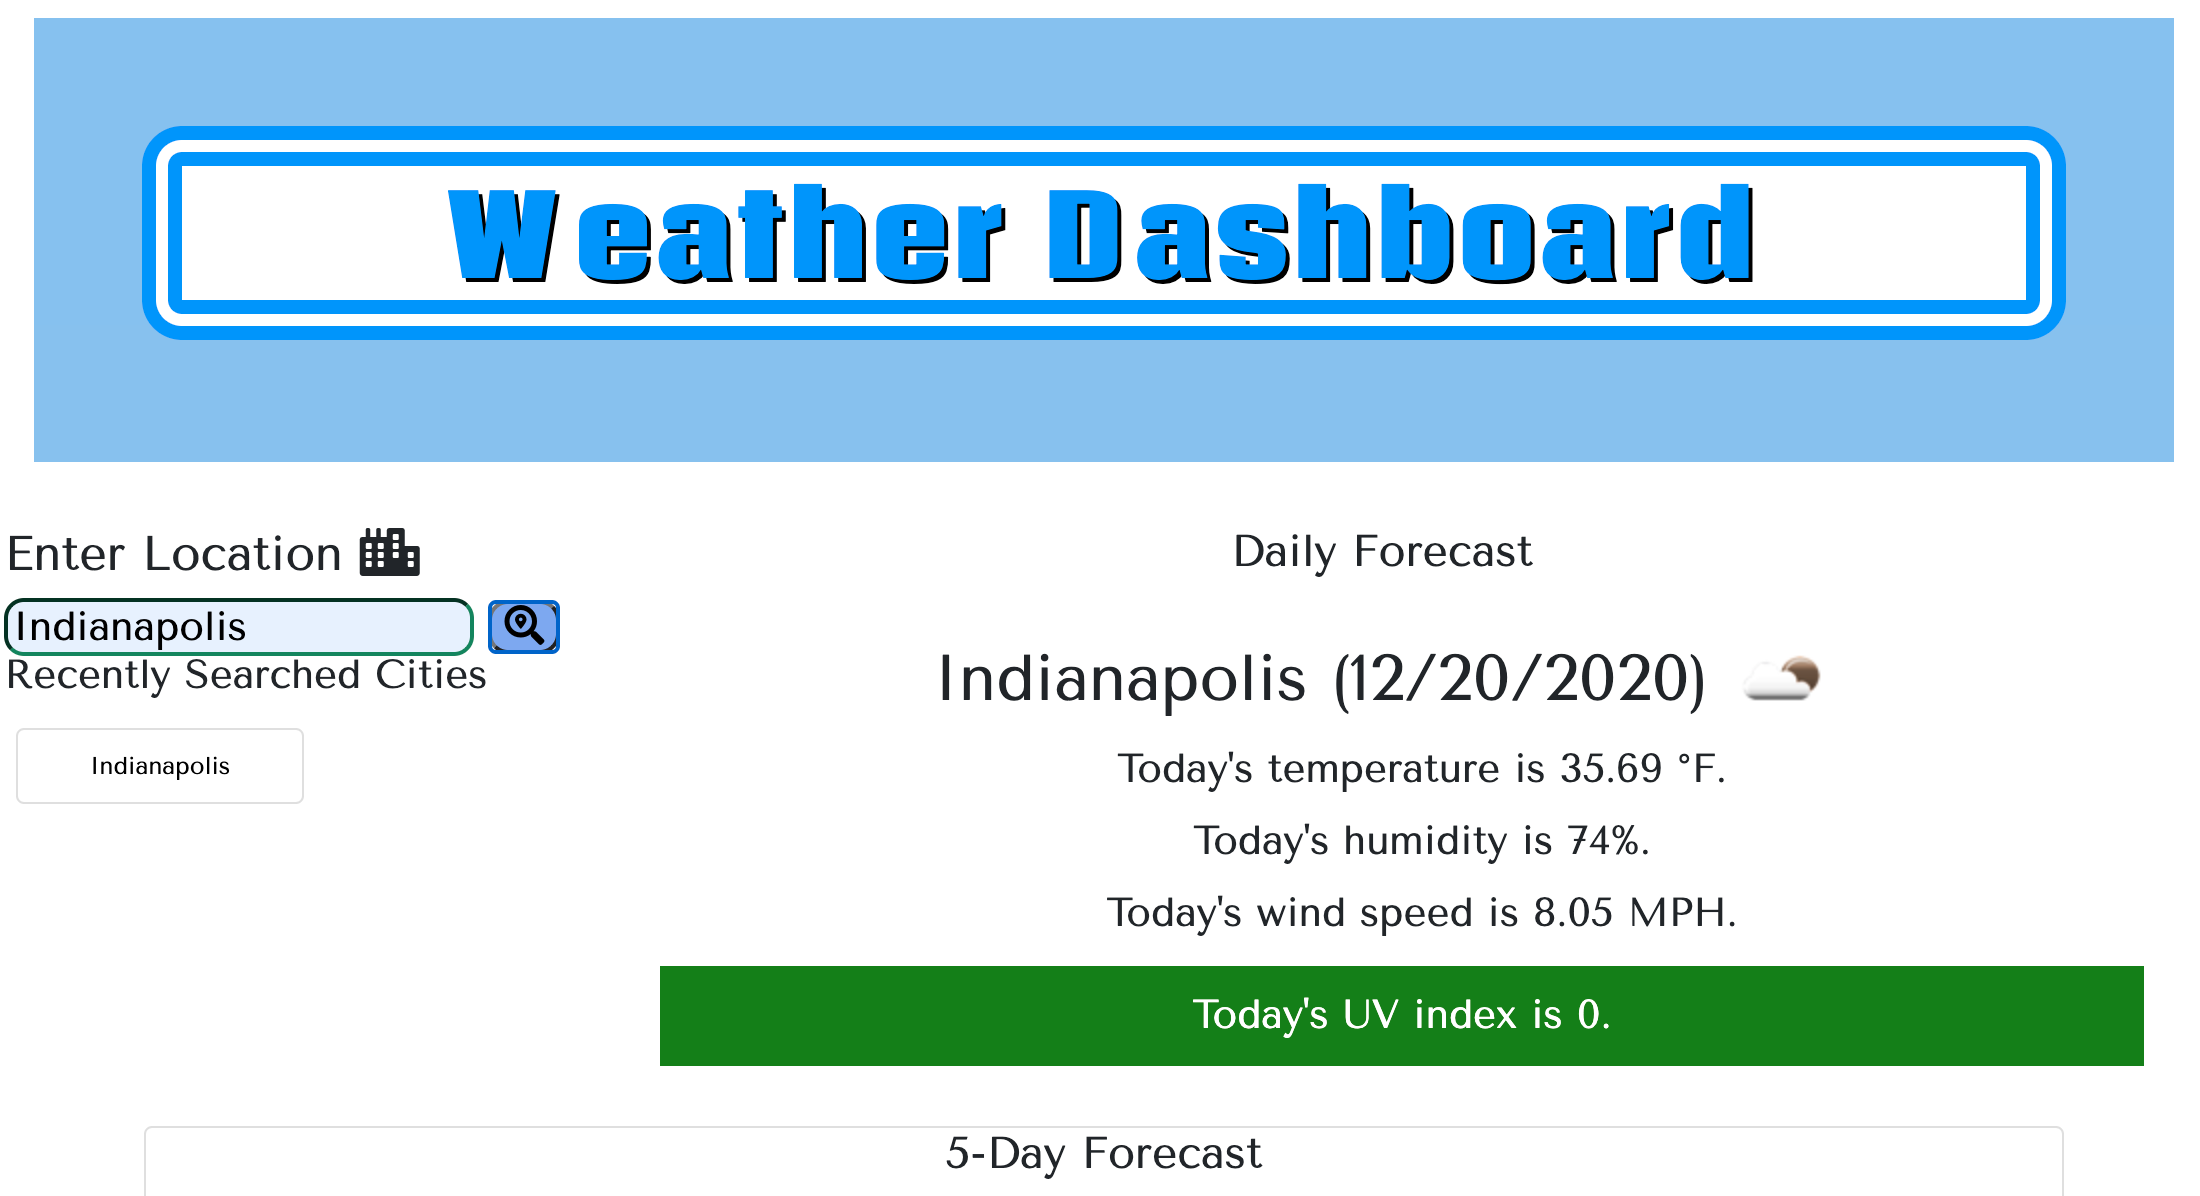 Weather Dashboard
Enter Location
Indianapolis
Recently Searched Cities
Indianapolis
Daily Forecast
Indianapolis (12/20/2020)
Today's temperature is 35.69 °F.
Today's humidity is 74%.
Today's wind speed is 8.05 MPH.
Today's UV index is 0.
5-Day Forecast